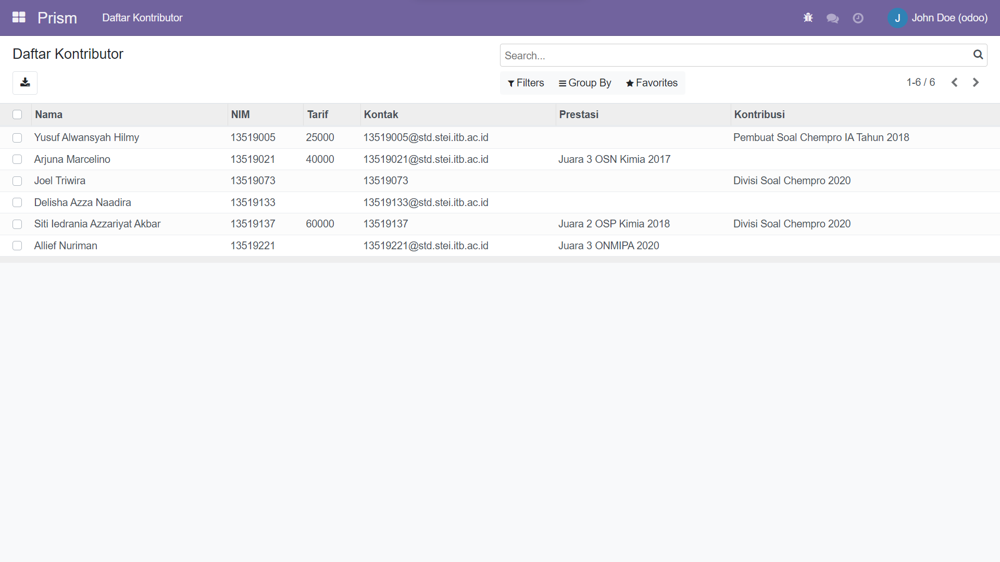 Prism Daftar Kontributor J John Doe (odoo)
Daftar Kontributor
Search...
Filters Group By Favorites 1-6 / 6
Nama NIM Tarif Kontak Prestasi Kontribusi
Yusuf Alwansyah Hilmy 13519005 25000 13519005@std.stei.itb.ac.id Pembuat Soal Chempro IA Tahun 2018
Arjuna Marcelino 13519021 40000 13519021@std.stei.itb.ac.id Juara 3 OSN Kimia 2017
Joel Triwira 13519073 13519073 Divisi Soal Chempro 2020
Delisha Azza Naadira 13519133 13519133@std.stei.itb.ac.id
Siti Iedrania Azzariyat Akbar 13519137 60000 13519137 Juara 2 OSP Kimia 2018 Divisi Soal Chempro 2020
Allief Nuriman 13519221 13519221@std.stei.itb.ac.id Juara 3 ONMIPA 2020